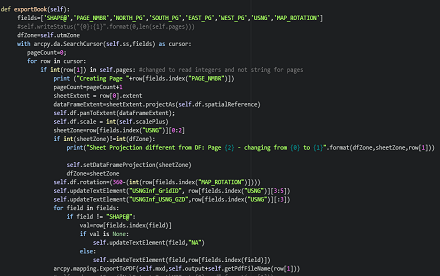 def exportBook(self):
fields=['SHAPE@','PAGE_NMBR','NORTH_PG','SOUTH_PG','EAST_PG','WEST_PG','USNG','MAP_ROTATION']
#self.writeStatus("{0}:{1}".format(0,len(self.pages)))
dfZone=self.utmZone
with arcpy.da.SearchCursor(self.ss,fields) as cursor:
pageCount=0;
for row in cursor:
if int(row[1]) in self.pages: #changed to read integers and not string for pages
print ("Creating Page "+row[fields.index("PAGE_NMBR")])
pageCount=pageCount+1
sheetExtent = row[0].extent
dataFrameExtent=sheetExtent.projectAs(self.df.spatialReference)
self.df.panToExtent(dataFrameExtent);
self.df.scale = int(self.scalePlus)
sheetZone=row[fields.index("USNG")][0:2]
if int(sheetZone)!=int(dfZone):
print("Sheet Projection different from DF: Page {2} - changing from {0} to {1}".format(dfZone,sheetZone,row[1]))
self.setDataFrameProjection(sheetZone)
dfZone=sheetZone
self.df.rotation=(360-(int(row[fields.index("MAP_ROTATION")])))
self.updateTextElement("USNGInf_GridID",row[fields.index("USNG")][3:5])
self.updateTextElement("USNGInf_USNG_GZD",row[fields.index("USNG")][:3])
for field in fields:
if field != "SHAPE@":
val=row[fields.index(field)]
if val is None:
self.updateTextElement(field,"NA")
else:
self.updateTextElement(field,row[fields.index(field)])
arcpy.mapping.ExportToPDF(self.mxd,self.output+self.getPdfFileName(row[1]))